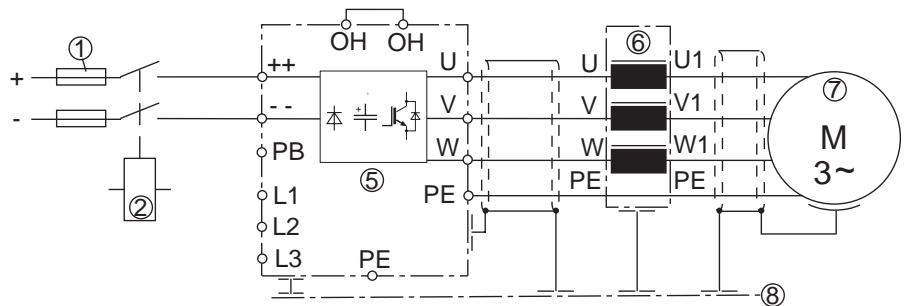 OH OH
① ++ U ⑥ U U1
+ ⑦
- -- V V V1
M
W W W1
PB ⑤ 3~
② L1 PE PE PE
L2
L3 PE
⑧